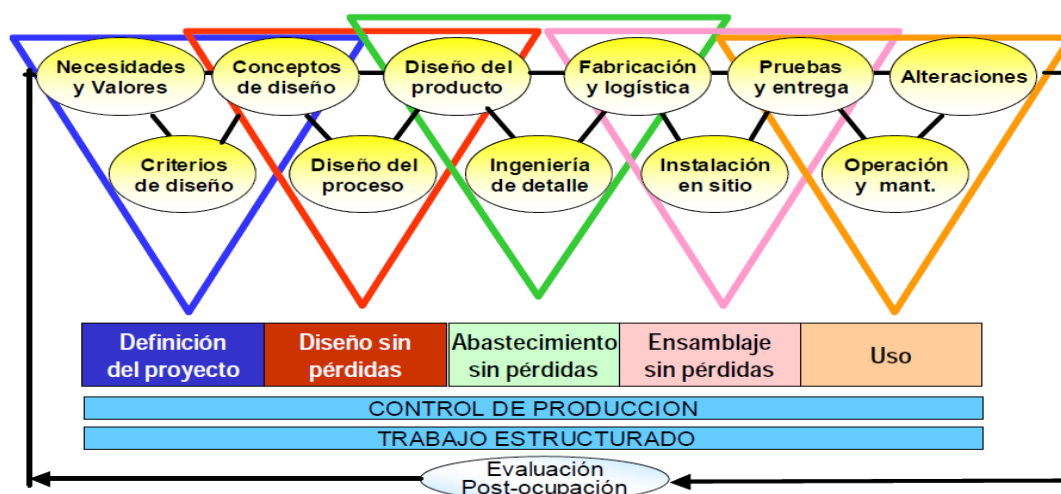 Necesidades
y Valores
Conceptos
de diseño
Diseño del
producto
Fabricación
y logística
Pruebas
y entrega
Alteraciones
Criterios
de diseño
Diseño del
proceso
Ingeniería
de detalle
Instalación
en sitio
Operación
y mant.
Definición
del proyecto
Diseño sin
pérdidas
Abastecimiento
sin pérdidas
Ensamblaje
sin pérdidas
Uso
CONTROL DE PRODUCCION
TRABAJO ESTRUCTURADO
Evaluación
Post-ocupación